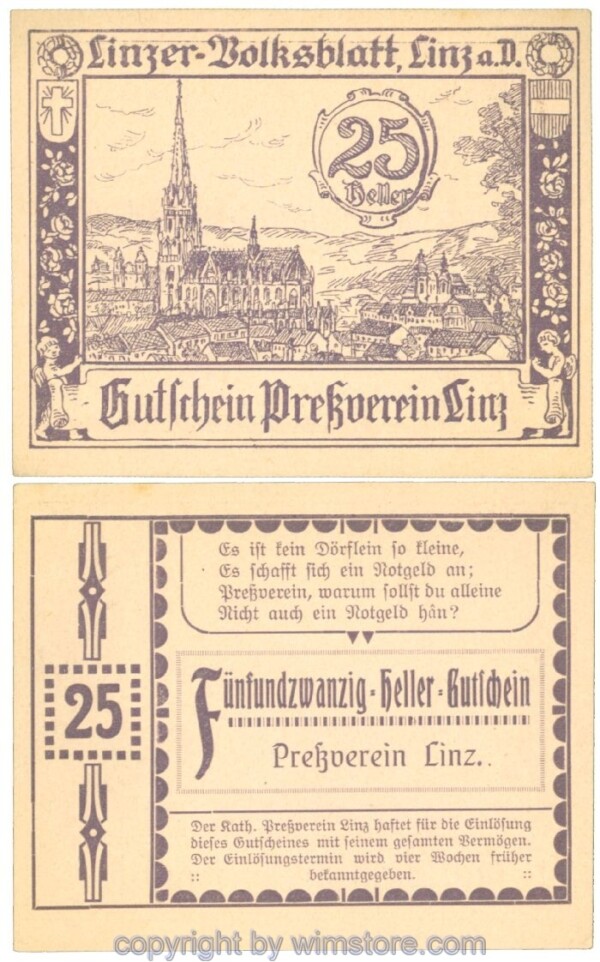 Linzer-Volksblatt, Linz a.D.
25
Heller
Gutschein Preßverein Linz
Es ist kein Dörflein so kleine,
Es schafft sich ein Notgeld an;
Preßverein, warum sollst du alleine
Nicht auch ein Notgeld hân?
25
Fünfundzwanzig-Heller-Gutschein
Preßverein Linz.
Der Kath. Preßverein Linz haftet für die Einlösung
dieses Gutscheines mit seinem gesamten Vermögen.
Der Einlösungstermin wird vier Wochen früher
:: bekanntgegeben. ::
copyright by wimstore.com